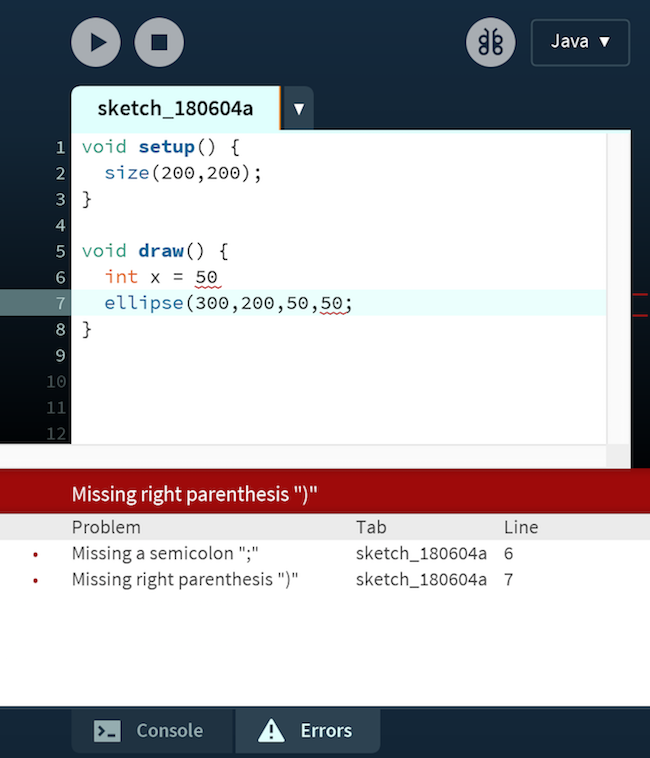 Java ▼
sketch_180604a ▼
1 void setup() {
2   size(200,200);
3 }
4
5 void draw() {
6   int x = 50
7   ellipse(300,200,50,50;
8 }
9
10
11
12
Missing right parenthesis ")"
Problem Tab Line
• Missing a semicolon ";" sketch_180604a 6
• Missing right parenthesis ")" sketch_180604a 7
>_ Console Errors